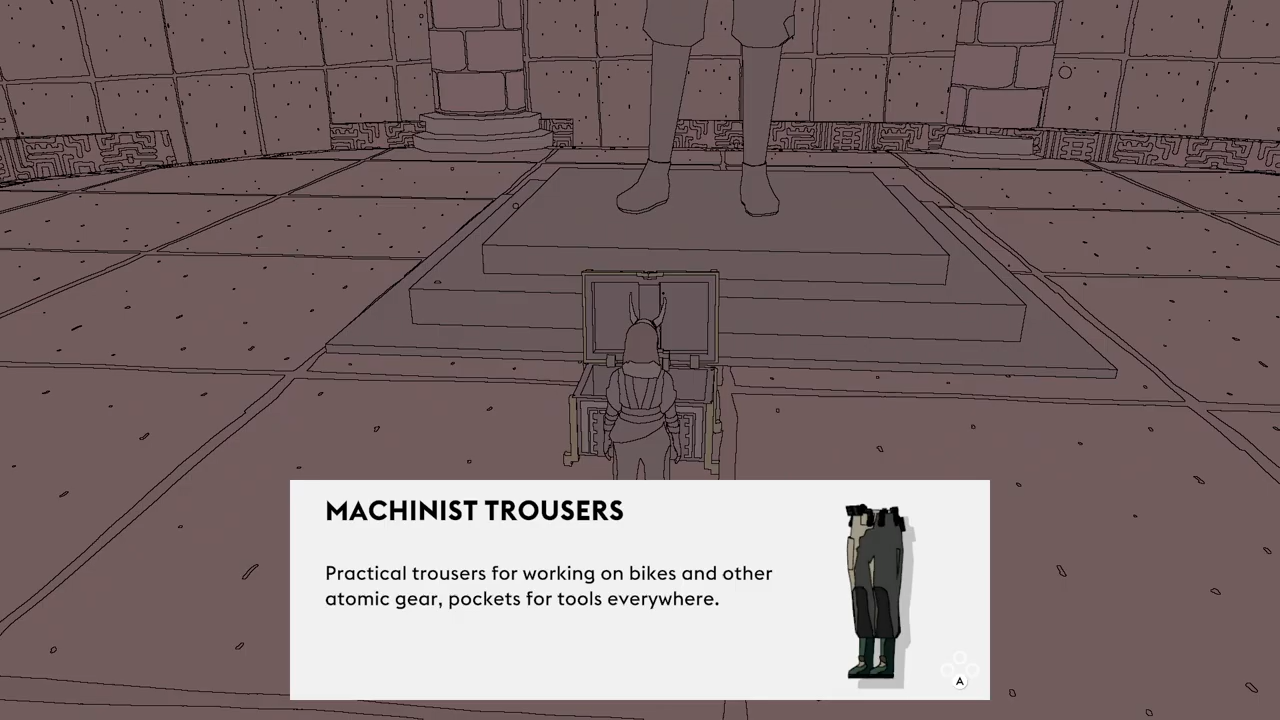 MACHINIST TROUSERS
Practical trousers for working on bikes and other
atomic gear, pockets for tools everywhere.
A